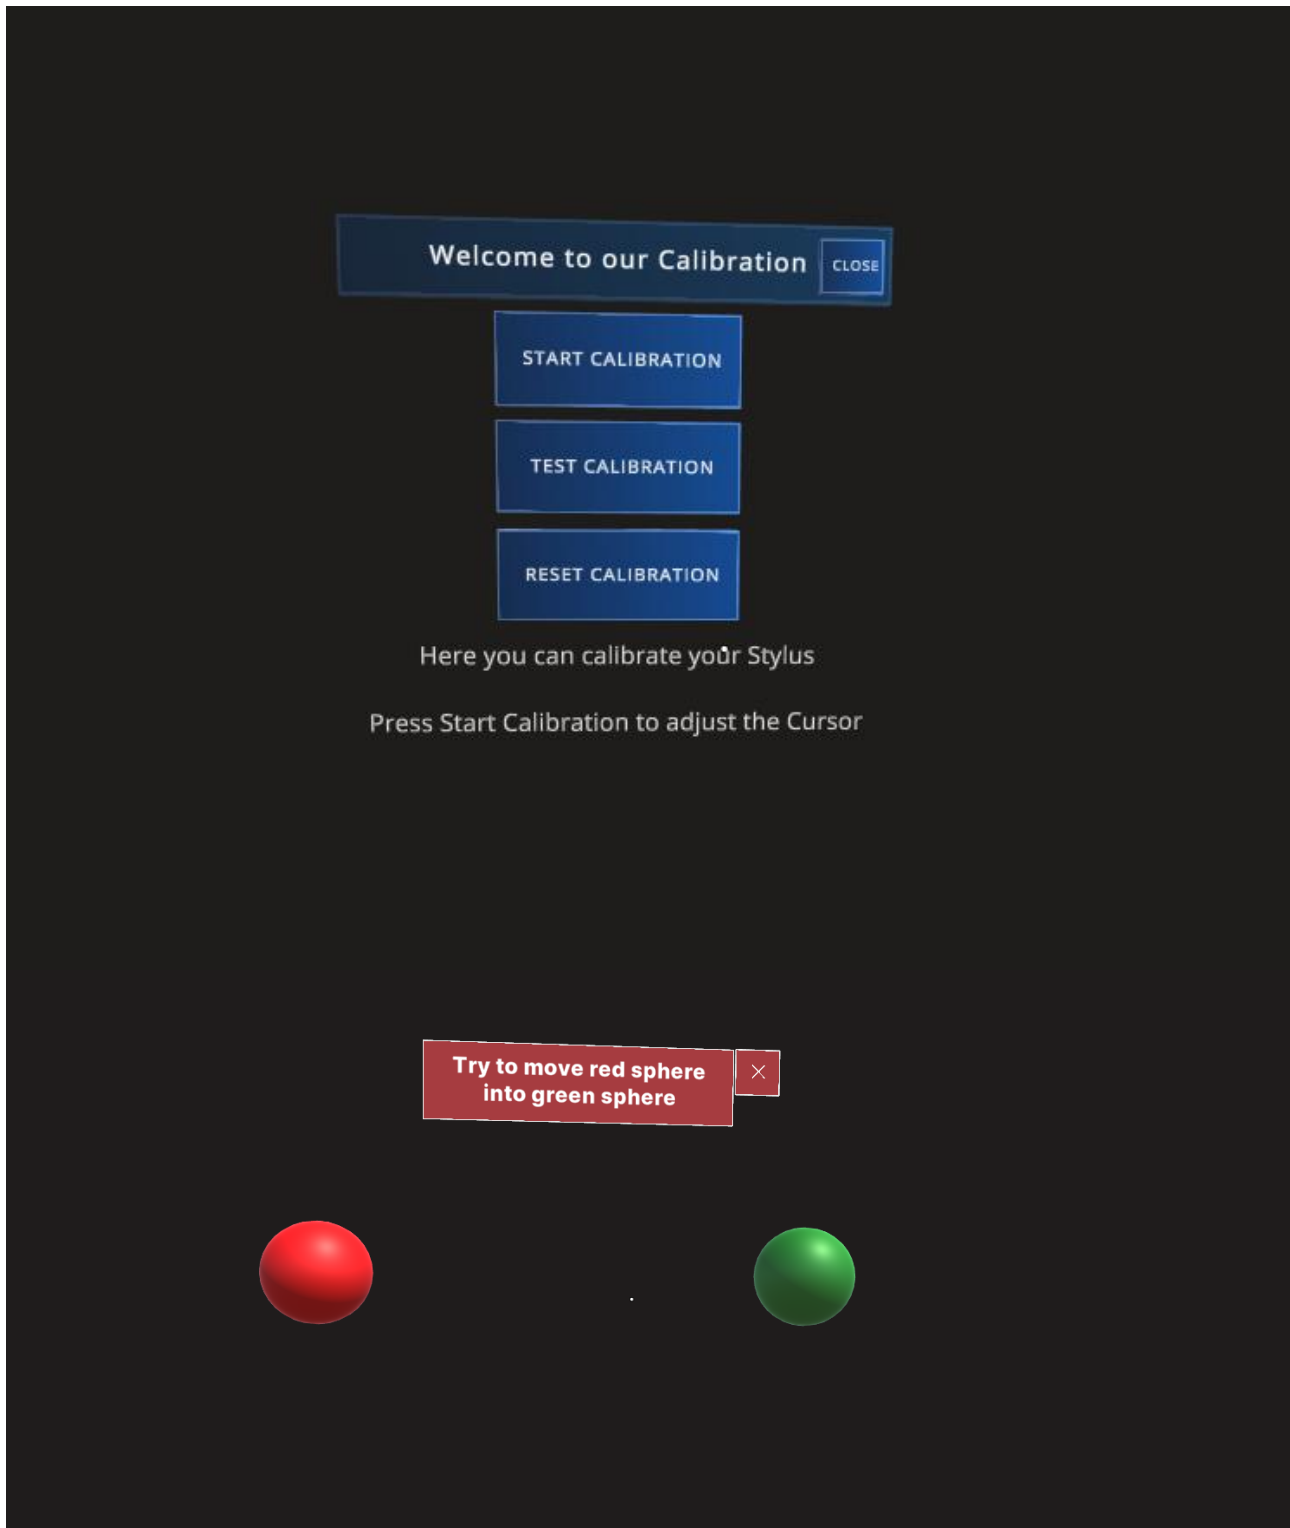 Welcome to our Calibration
CLOSE
START CALIBRATION
TEST CALIBRATION
RESET CALIBRATION
Here you can calibrate your Stylus
Press Start Calibration to adjust the Cursor
Try to move red sphere
into green sphere